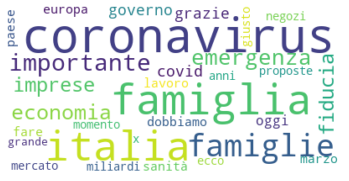 europa governo grazie negozi
paese giusto
coronavirus
importante emergenza
covid anni proposte
imprese lavoro fiducia
famiglia
economia
fare momento dobbiamo oggi
italia famiglie
grande x
mercato miliardi sanità ecco marzo